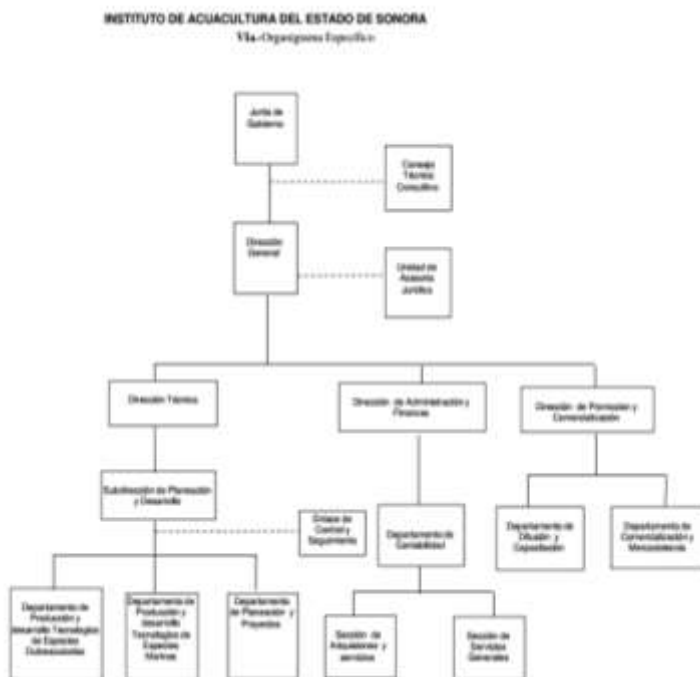 INSTITUTO DE ACUACULTURA DEL ESTADO DE SONORA
VIa.-Organigrama Específico
Junta de
Gobierno
Consejo
Técnico
Consultivo
Dirección
General
Unidad de
Asesoría
Jurídica
Dirección Técnica
Dirección de Administración y
Finanzas
Dirección de Promoción y
Comercialización
Subdirección de Planeación
y Desarrollo
Enlace de
Control y
Seguimiento
Departamento de
Contabilidad
Departamento de
Difusión y
Capacitación
Departamento de
Comercialización y
Departamento de
Producción y
desarrollo Tecnológico
de Especies
Dulceacuícolas
Departamento de
Producción y
desarrollo
Tecnológico de
Especies
Marinas
Departamento
de Planeación y
Proyectos
Sección de
Adquisiciones y
servicios
Sección de
Servicios
Generales